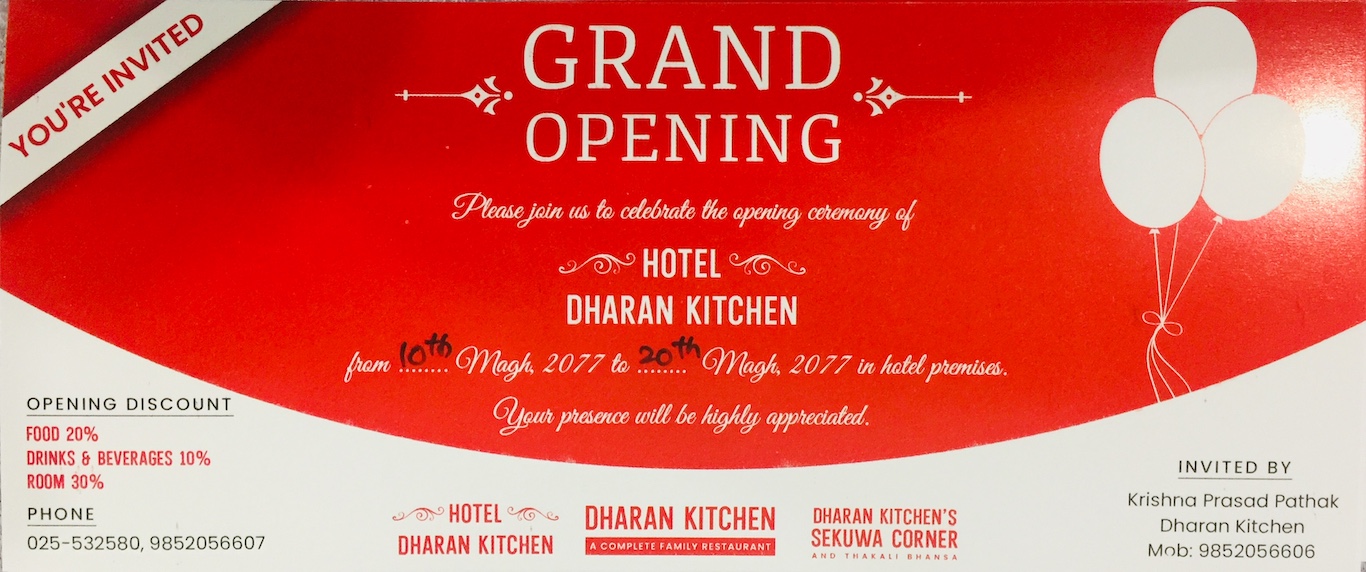 YOU'RE INVITED
GRAND
OPENING
Please join us to celebrate the opening ceremony of
HOTEL
DHARAN KITCHEN
from 10th Magh, 2077 to 20th Magh, 2077 in hotel premises.
Your presence will be highly appreciated.
OPENING DISCOUNT
FOOD 20%
DRINKS & BEVERAGES 10%
ROOM 30%
PHONE
025-532580, 9852056607
HOTEL
DHARAN KITCHEN
DHARAN KITCHEN
A COMPLETE FAMILY RESTAURANT
DHARAN KITCHEN'S
SEKUWA CORNER
AND THAKALI BHANSA
INVITED BY
Krishna Prasad Pathak
Dharan Kitchen
Mob: 9852056606